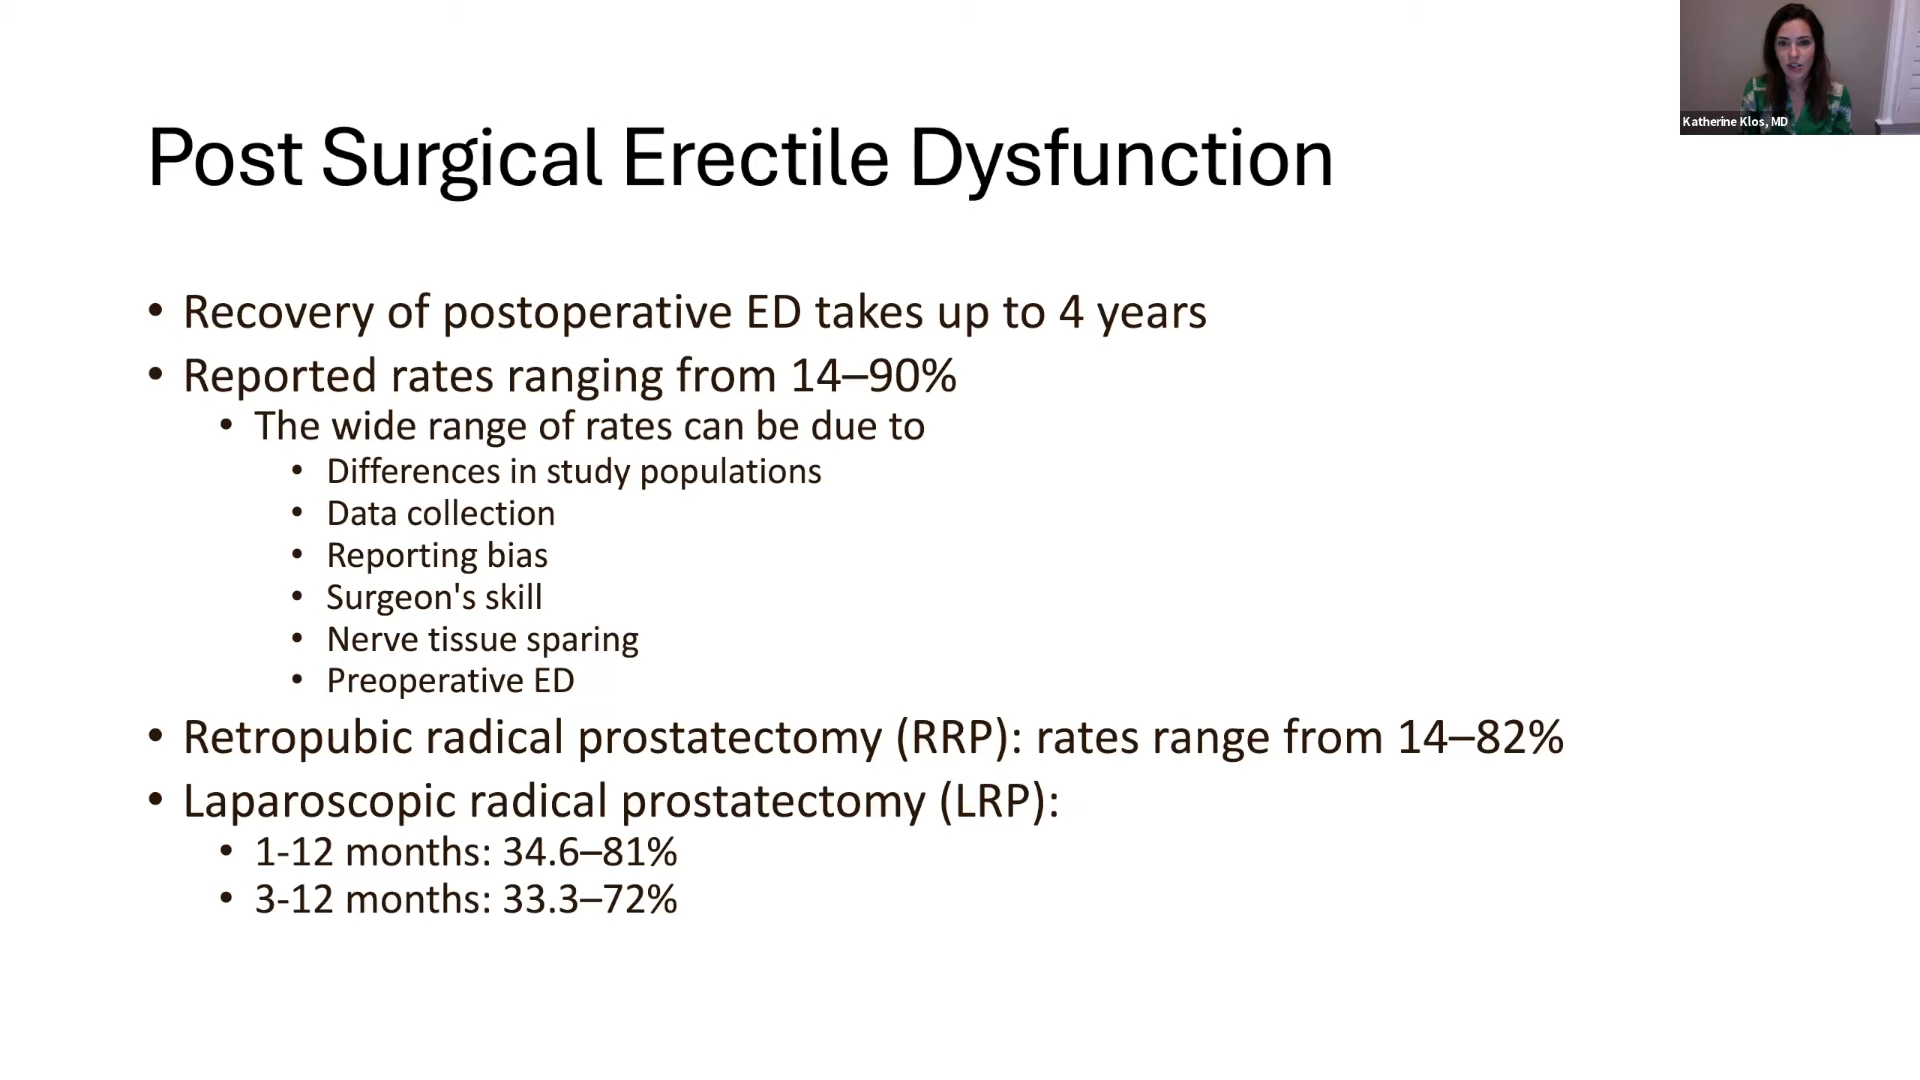 Katherine Klos, MD
Post Surgical Erectile Dysfunction
• Recovery of postoperative ED takes up to 4 years
• Reported rates ranging from 14–90%
• The wide range of rates can be due to
• Differences in study populations
• Data collection
• Reporting bias
• Surgeon's skill
• Nerve tissue sparing
• Preoperative ED
• Retropubic radical prostatectomy (RRP): rates range from 14–82%
• Laparoscopic radical prostatectomy (LRP):
• 1-12 months: 34.6–81%
• 3-12 months: 33.3–72%